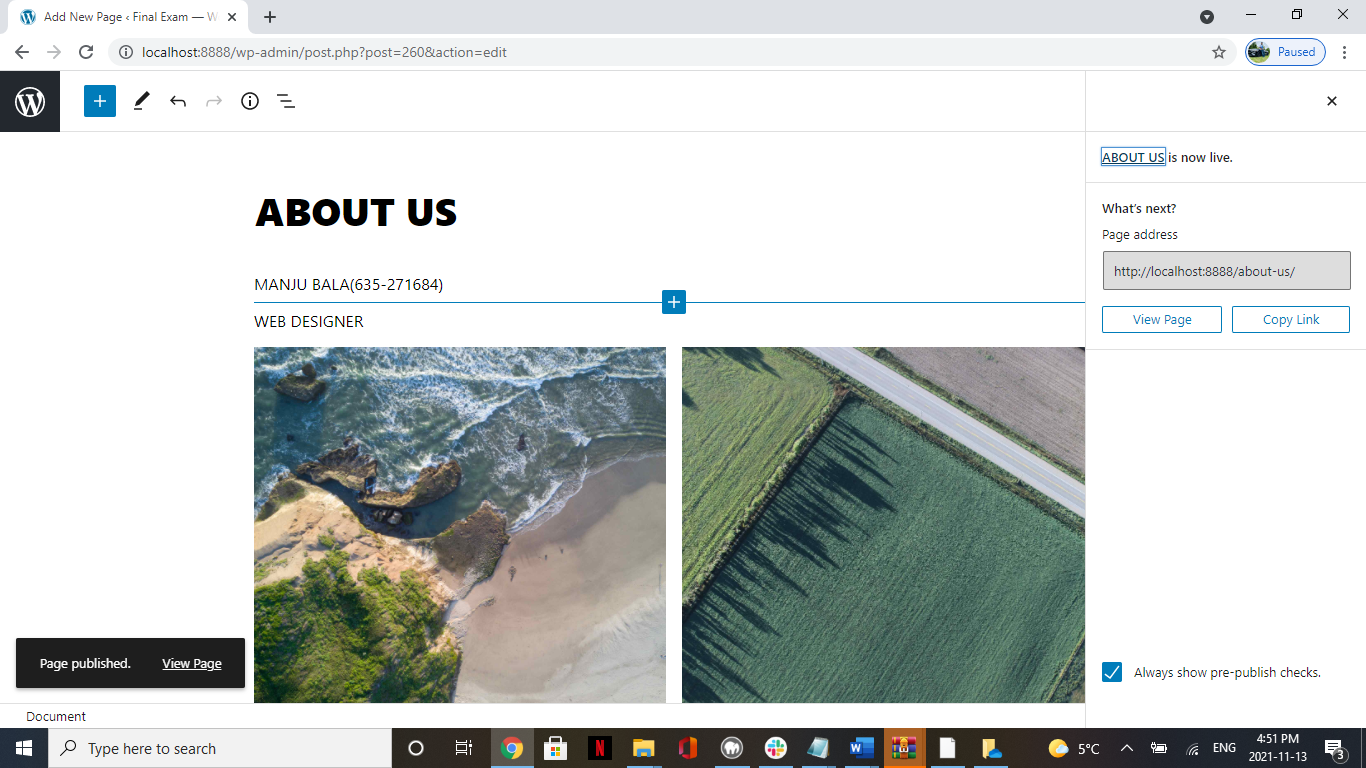 Add New Page ‹ Final Exam — W
localhost:8888/wp-admin/post.php?post=260&action=edit
Paused
ABOUT US is now live.
What's next?
Page address
http://localhost:8888/about-us/
View Page
Copy Link
ABOUT US
MANJU BALA(635-271684)
WEB DESIGNER
Page published.
View Page
Always show pre-publish checks.
Document
Type here to search
5°C
ENG
4:51 PM
2021-11-13
3